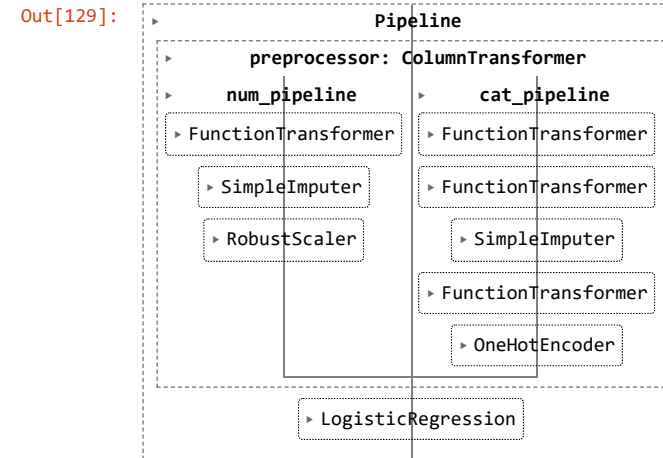 Out[129]:
Pipeline
preprocessor: ColumnTransformer
num_pipeline cat_pipeline
FunctionTransformer FunctionTransformer
SimpleImputer FunctionTransformer
RobustScaler SimpleImputer
FunctionTransformer
OneHotEncoder
LogisticRegression